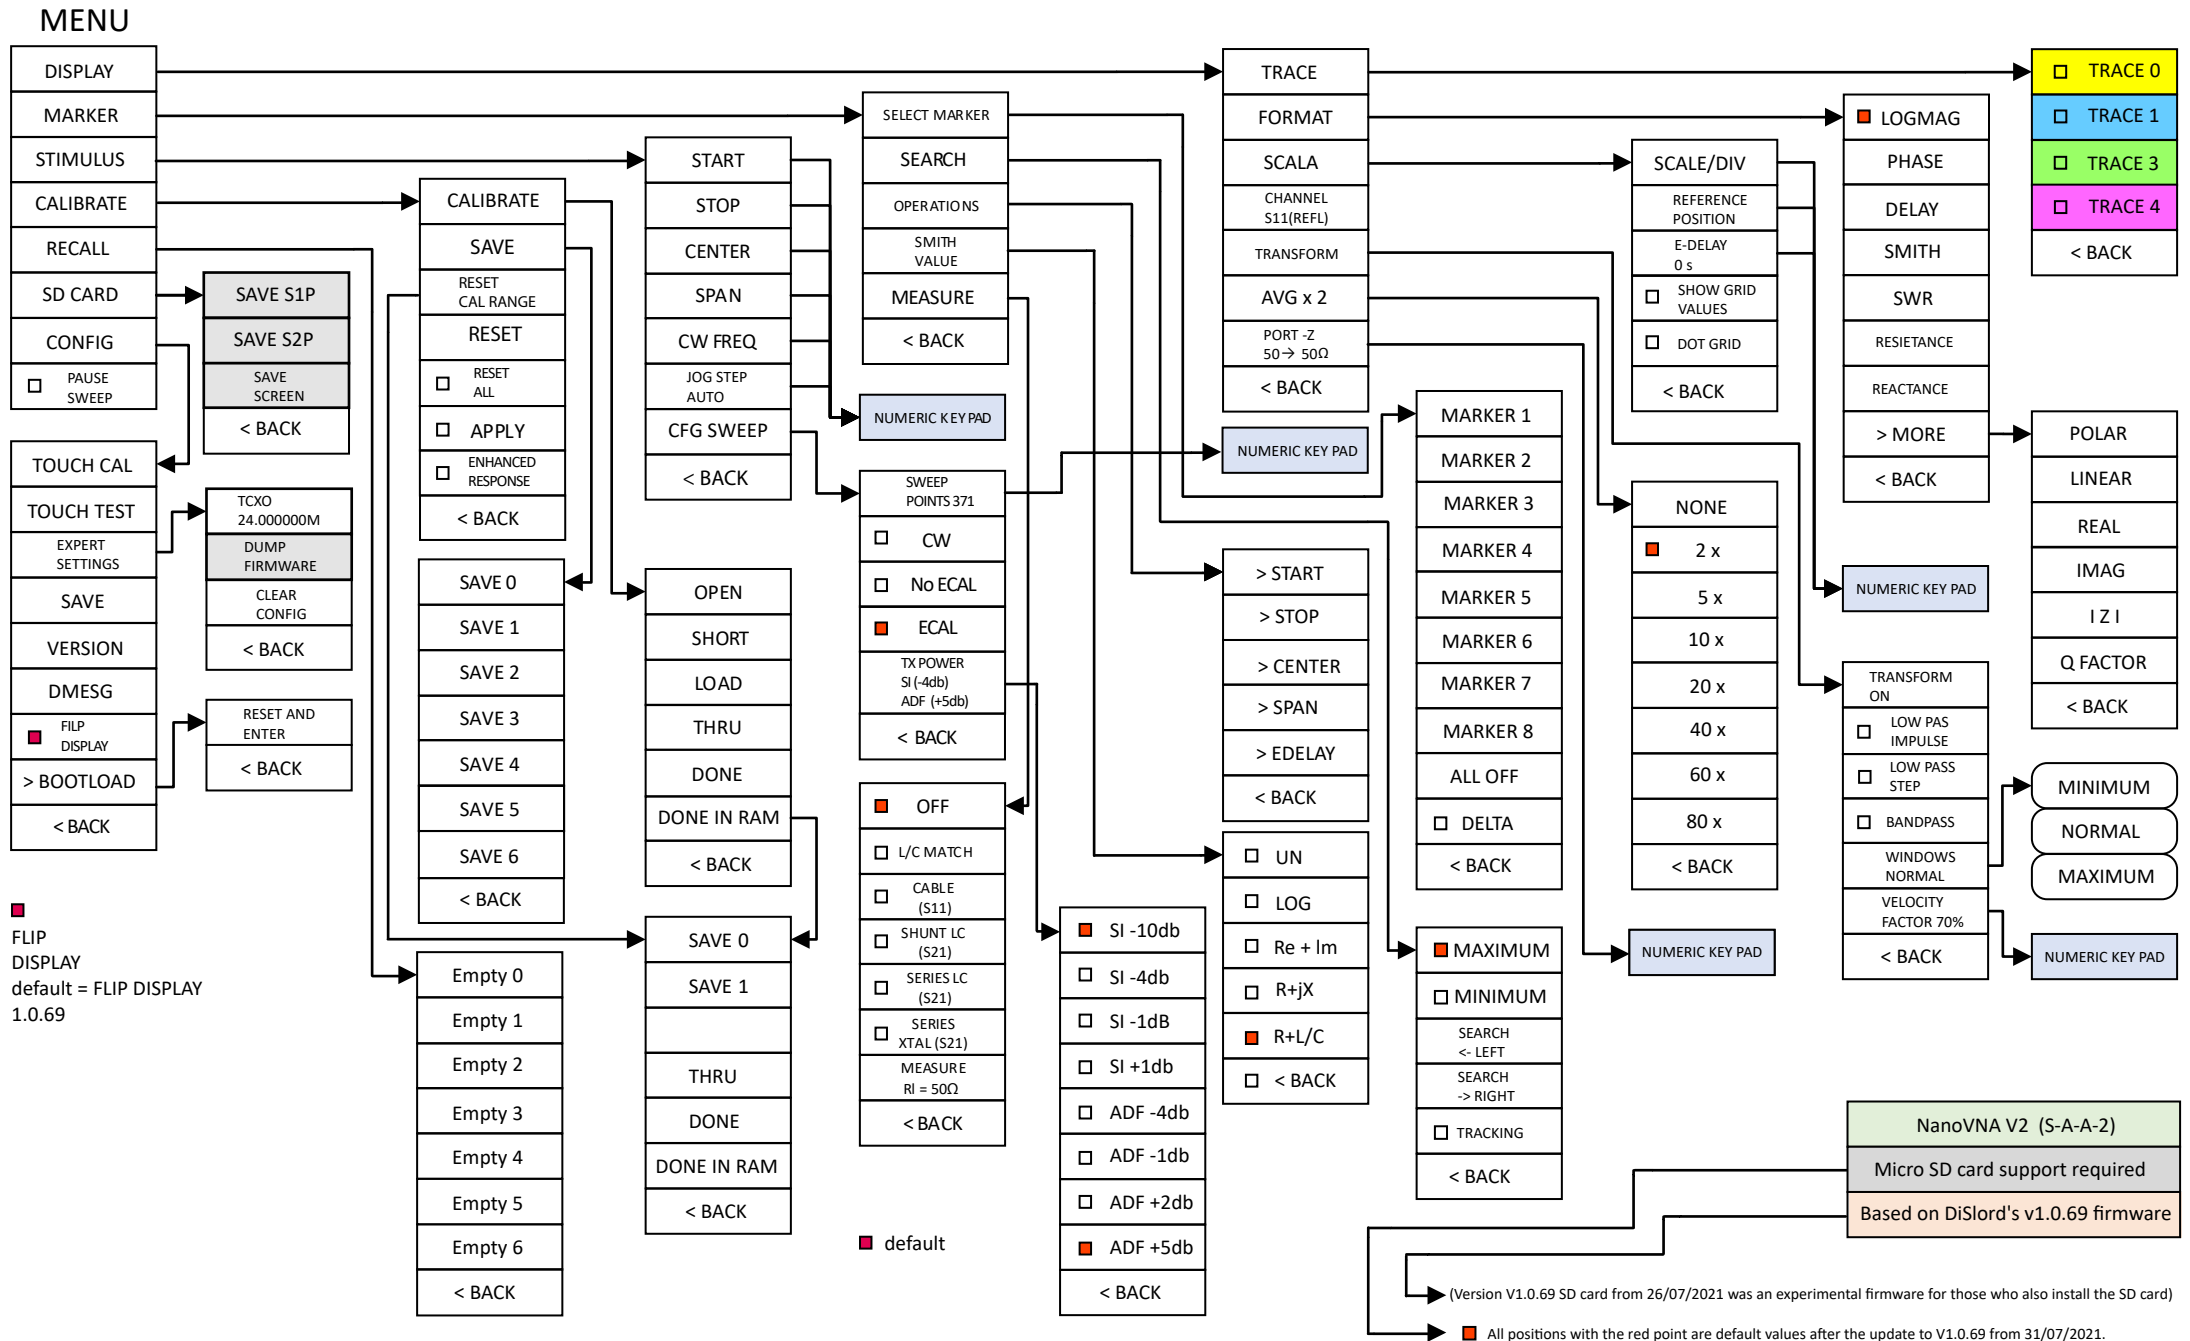 MENU
DISPLAY
MARKER
STIMULUS
CALIBRATE
RECALL
SD CARD
CONFIG
PAUSE
SWEEP
TOUCH CAL
TOUCH TEST
EXPERT
SETTINGS
SAVE
VERSION
DMESG
FILP
DISPLAY
> BOOTLOAD
< BACK
FLIP
DISPLAY
default = FLIP DISPLAY
1.0.69
SAVE S1P
SAVE S2P
SAVE
SCREEN
< BACK
TCXO
24.000000M
DUMP
FIRMWARE
CLEAR
CONFIG
< BACK
RESET AND
ENTER
< BACK
CALIBRATE
SAVE
RESET
CAL RANGE
RESET
RESET
ALL
APPLY
ENHANCED
RESPONSE
< BACK
SAVE 0
SAVE 1
SAVE 2
SAVE 3
SAVE 4
SAVE 5
SAVE 6
< BACK
Empty 0
Empty 1
Empty 2
Empty 3
Empty 4
Empty 5
Empty 6
< BACK
START
STOP
CENTER
SPAN
CW FREQ
JOG STEP
AUTO
CFG SWEEP
< BACK
OPEN
SHORT
LOAD
THRU
DONE
DONE IN RAM
< BACK
SAVE 0
SAVE 1
THRU
DONE
DONE IN RAM
< BACK
SELECT MARKER
SEARCH
OPERATIONS
SMITH
VALUE
MEASURE
< BACK
NUMERIC KEY PAD
SWEEP
POINTS 371
CW
No ECAL
ECAL
TX POWER
SI (-4db)
ADF (+5db)
< BACK
OFF
L/C MATCH
CABLE
(S11)
SHUNT LC
(S21)
SERIES LC
(S21)
SERIES
XTAL (S21)
MEASURE
Rl = 50Ω
< BACK
default
SI -10db
SI -4db
SI -1dB
SI +1db
ADF -4db
ADF -1db
ADF +2db
ADF +5db
< BACK
TRACE
FORMAT
SCALA
CHANNEL
S11(REFL)
TRANSFORM
AVG x 2
PORT -Z
50→ 50Ω
< BACK
NUMERIC KEY PAD
> START
> STOP
> CENTER
> SPAN
> EDELAY
< BACK
UN
LOG
Re + Im
R+jX
R+L/C
< BACK
MARKER 1
MARKER 2
MARKER 3
MARKER 4
MARKER 5
MARKER 6
MARKER 7
MARKER 8
ALL OFF
DELTA
< BACK
MAXIMUM
MINIMUM
SEARCH
<- LEFT
SEARCH
-> RIGHT
TRACKING
< BACK
SCALE/DIV
REFERENCE
POSITION
E-DELAY
0 s
SHOW GRID
VALUES
DOT GRID
< BACK
NONE
2 x
5 x
10 x
20 x
40 x
60 x
80 x
< BACK
NUMERIC KEY PAD
LOGMAG
PHASE
DELAY
SMITH
SWR
RESIETANCE
REACTANCE
> MORE
< BACK
NUMERIC KEY PAD
TRANSFORM
ON
LOW PAS
IMPULSE
LOW PASS
STEP
BANDPASS
WINDOWS
NORMAL
VELOCITY
FACTOR 70%
< BACK
TRACE 0
TRACE 1
TRACE 3
TRACE 4
< BACK
POLAR
LINEAR
REAL
IMAG
I Z I
Q FACTOR
< BACK
MINIMUM
NORMAL
MAXIMUM
NUMERIC KEY PAD
NanoVNA V2 (S-A-A-2)
Micro SD card support required
Based on DiSlord's v1.0.69 firmware
(Version V1.0.69 SD card from 26/07/2021 was an experimental firmware for those who also install the SD card)
All positions with the red point are default values after the update to V1.0.69 from 31/07/2021.